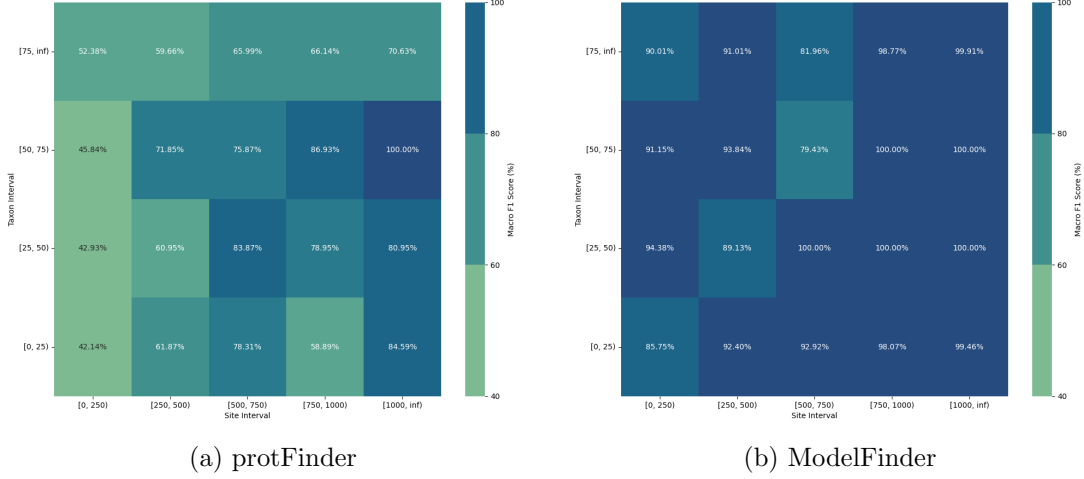 100
[75, inf)
52.38% 59.66% 65.99% 66.14% 70.63%
80
[50, 75)
45.84% 71.85% 75.87% 86.93% 100.00%
Taxon Interval
Macro F1 Score (%)
60
[25, 50)
42.93% 60.95% 83.87% 78.95% 80.95%
[0, 25)
42.14% 61.87% 78.31% 58.89% 84.59%
40
[0, 250) [250, 500) [500, 750) [750, 1000) [1000, inf)
Site Interval
(a) protFinder
100
[75, inf)
90.01% 91.01% 81.96% 98.77% 99.91%
80
[50, 75)
91.15% 93.84% 79.43% 100.00% 100.00%
Taxon Interval
Macro F1 Score (%)
60
[25, 50)
94.38% 89.13% 100.00% 100.00% 100.00%
[0, 25)
85.75% 92.40% 92.92% 98.07% 99.46%
40
[0, 250) [250, 500) [500, 750) [750, 1000) [1000, inf)
Site Interval
(b) ModelFinder